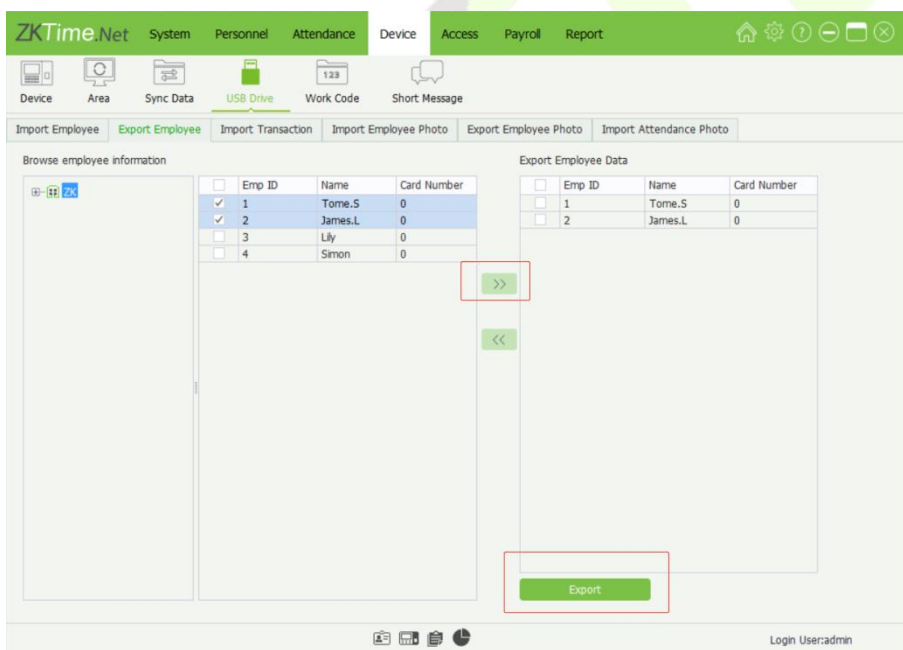 ZKTime.Net System Personnel Attendance Device Access Payroll Report
Device Area Sync Data USB Drive 123 Work Code Short Message
Import Employee Export Employee Import Transaction Import Employee Photo Export Employee Photo Import Attendance Photo
Browse employee information
ZK
Emp ID Name Card Number
1 Tome.S 0
2 James.L 0
3 Lily 0
4 Simon 0
>>
<<
Export Employee Data
Emp ID Name Card Number
1 Tome.S 0
2 James.L 0
Export
Login User:admin